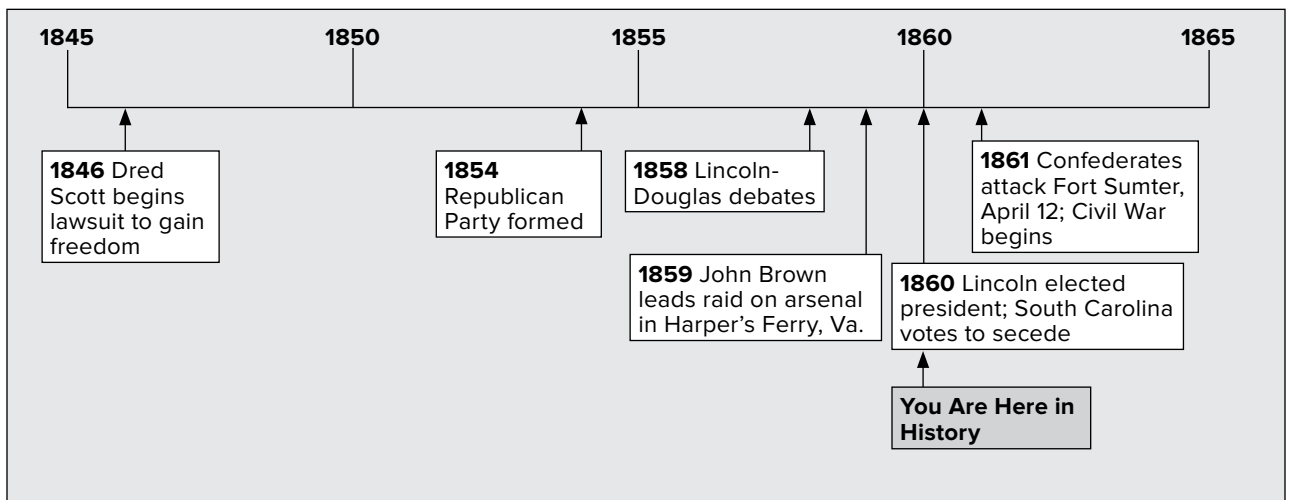 1845
1850
1855
1860
1865
1846 Dred
Scott begins
lawsuit to gain
freedom
1854
Republican
Party formed
1858 Lincoln-
Douglas debates
1859 John Brown
leads raid on arsenal
in Harper's Ferry, Va.
1860 Lincoln elected
president; South Carolina
votes to secede
1861 Confederates
attack Fort Sumter,
April 12; Civil War
begins
You Are Here in
History